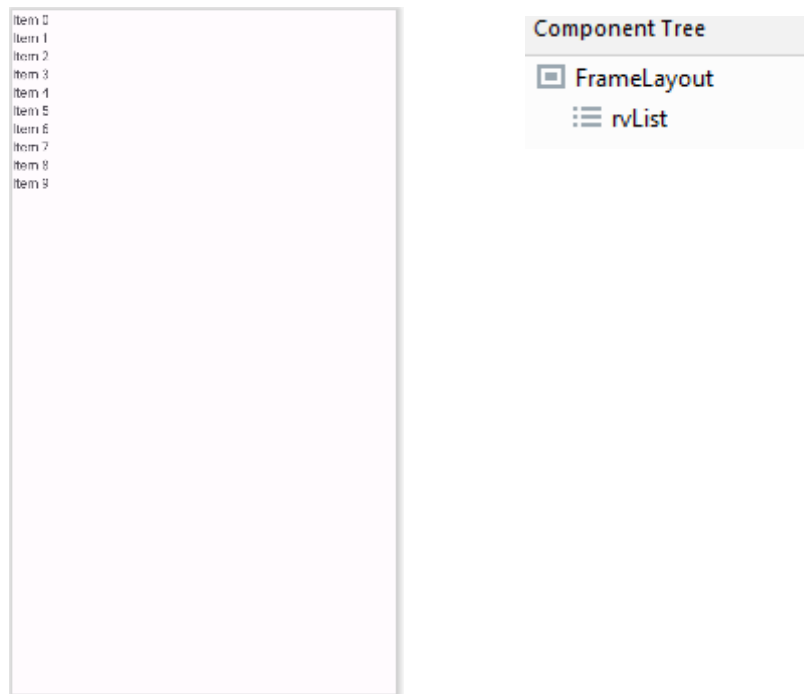 Item 0
Item 1
Item 2
Item 3
Item 4
Item 5
Item 6
Item 7
Item 8
Item 9
Component Tree
FrameLayout
rvList